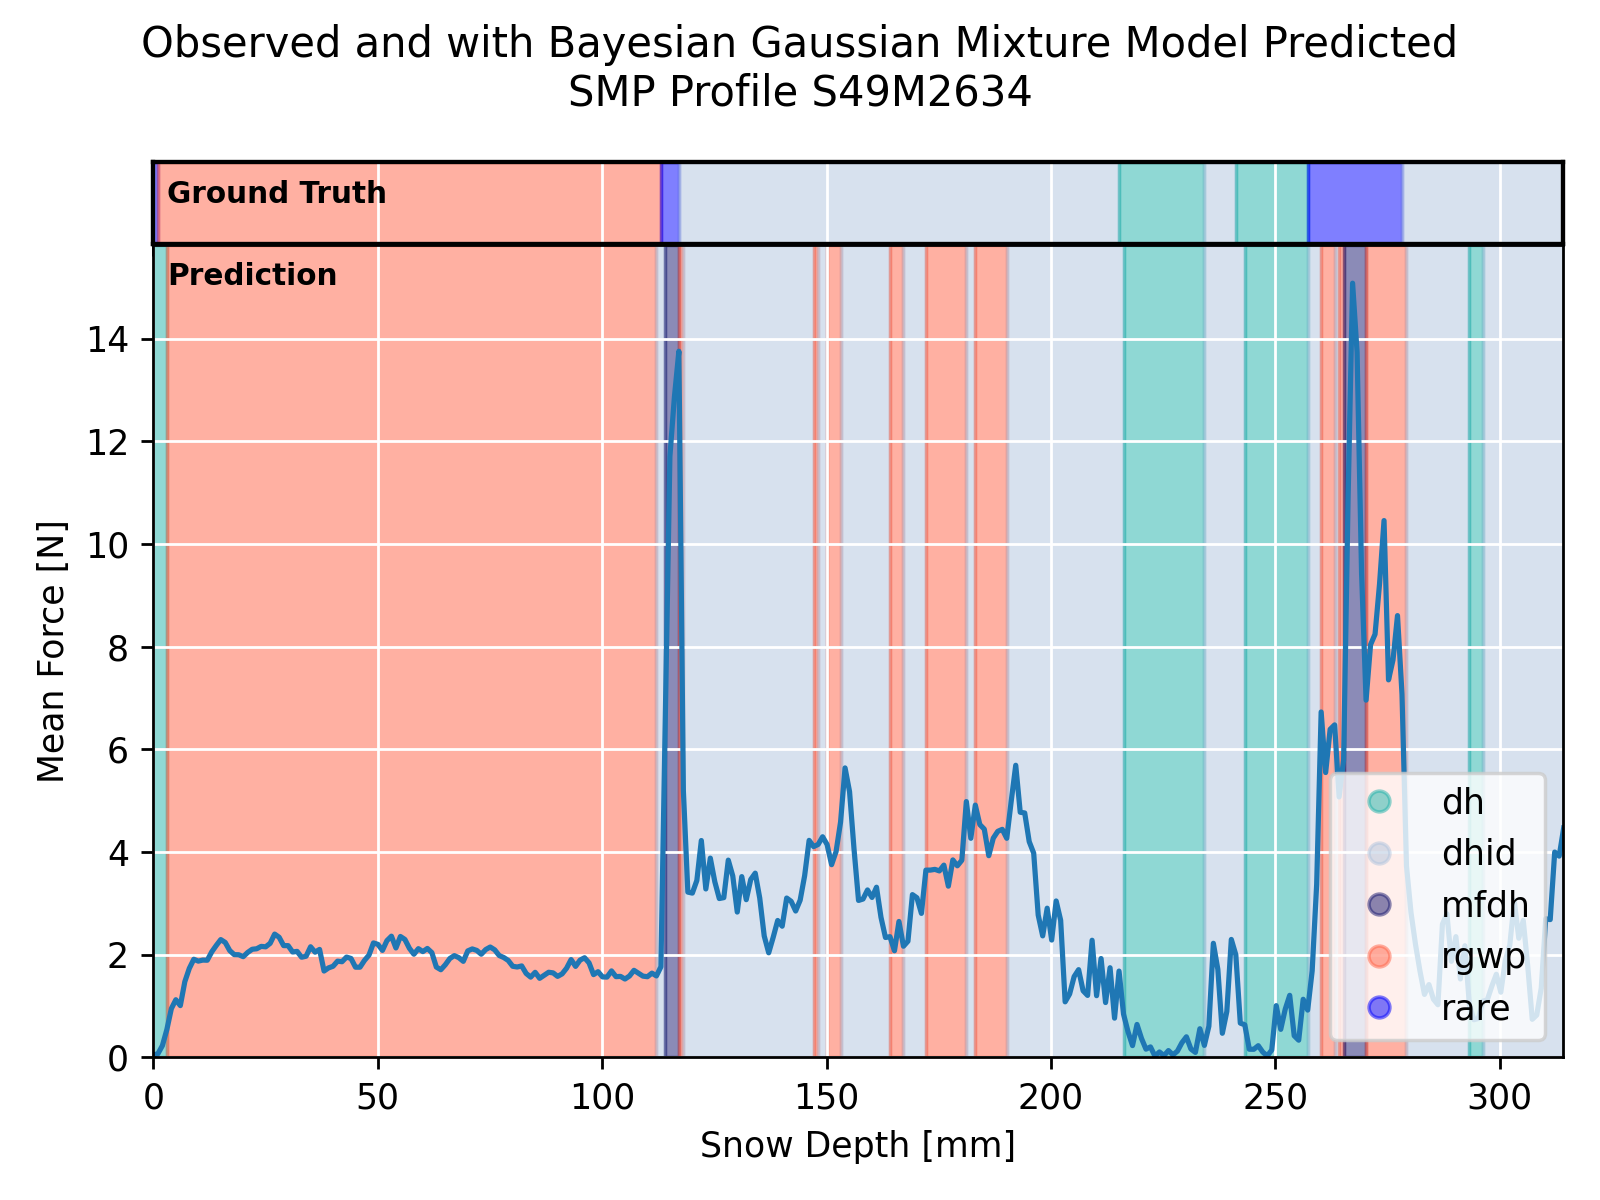 Observed and with Bayesian Gaussian Mixture Model Predicted
SMP Profile S49M2634
Ground Truth
Prediction
14
12
10
8
6
4
2
0
Mean Force [N]
dh
dhid
mfdh
rgwp
rare
0 50 100 150 200 250 300
Snow Depth [mm]